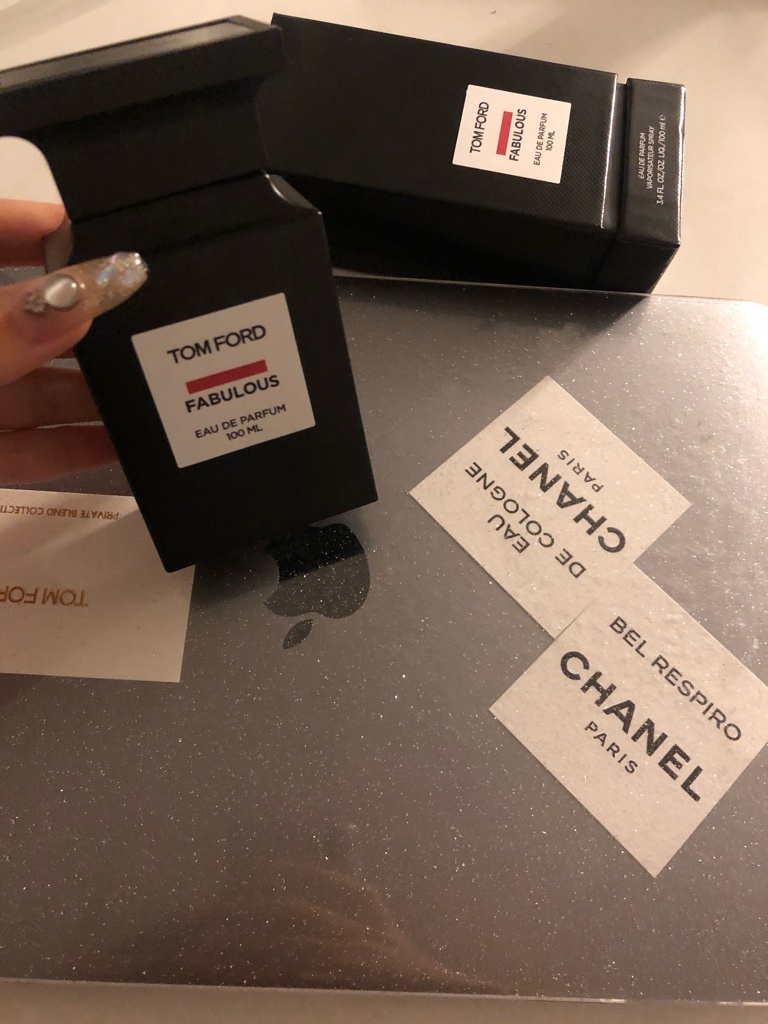 TOM FORD
FABULOUS
EAU DE PARFUM
100 ML
EAU DE PARFUM
VAPORISATEUR SPRAY
3.4 FL. OZ/OZ. LIQ./100 ml e
TOM FORD
FABULOUS
EAU DE PARFUM
100 ML
EAU
DE COLOGNE
CHANEL
PARIS
BEL RESPIRO
CHANEL
PARIS
PRIVATE BLEND
TOM